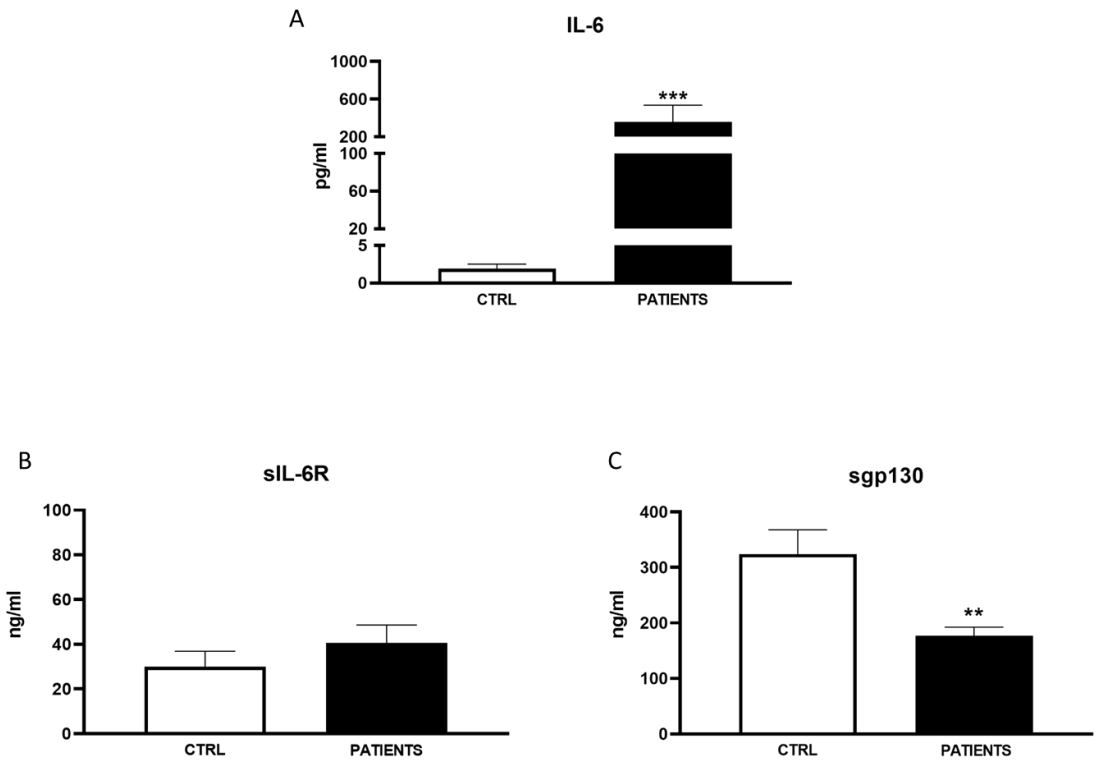 A
IL-6
1000
600
200
100
60
20
5
0
pg/ml
***
CTRL
PATIENTS
B
sIL-6R
100
80
60
40
20
0
ng/ml
CTRL
PATIENTS
C
sgp130
400
300
200
100
0
ng/ml
**
CTRL
PATIENTS